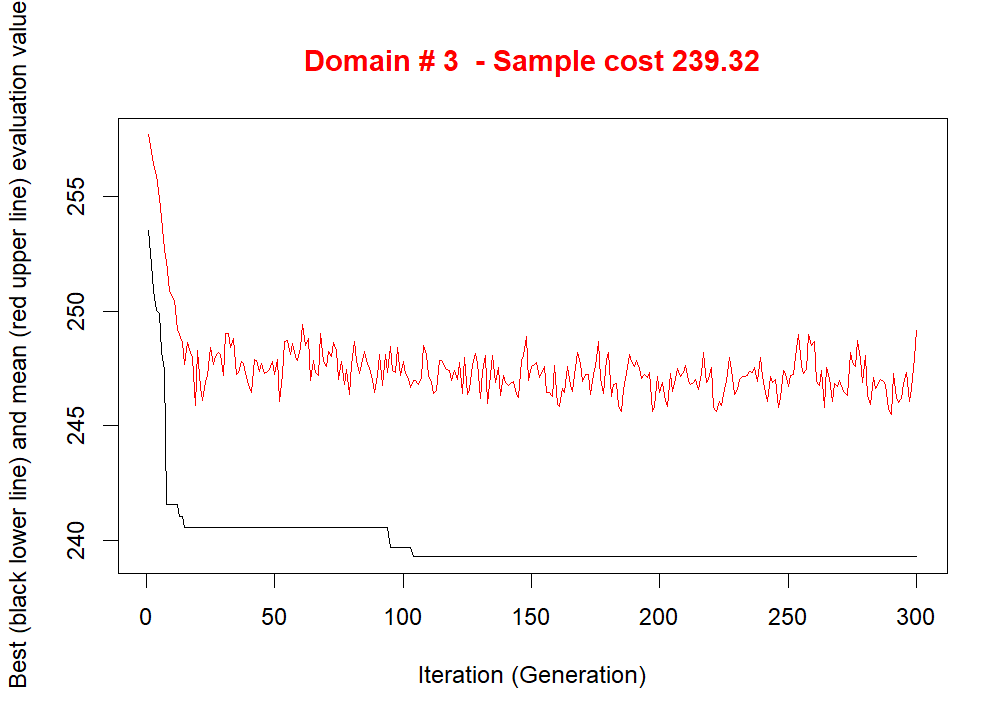 Domain # 3  - Sample cost 239.32
Best (black lower line) and mean (red upper line) evaluation value
255
250
245
240
0 50 100 150 200 250 300
Iteration (Generation)